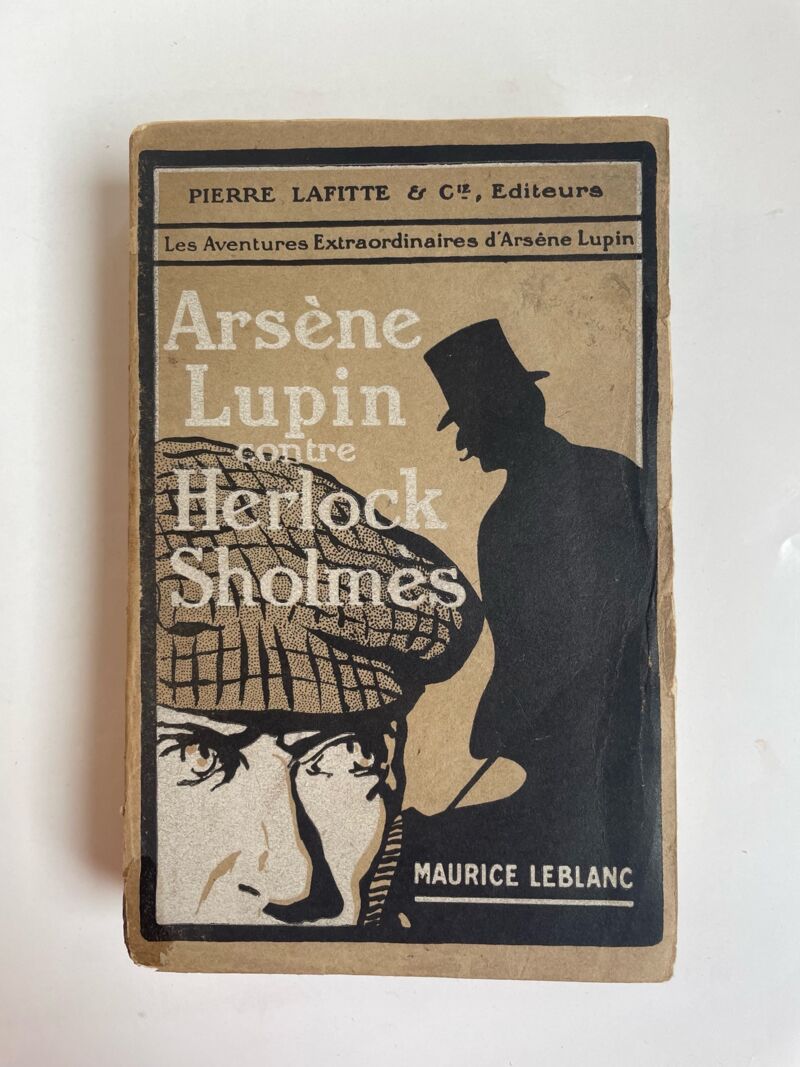 PIERRE LAFITTE & Cie, Editeurs
Les Aventures Extraordinaires d'Arsène Lupin
Arsène
Lupin
contre
Herlock
Sholmès
MAURICE LEBLANC